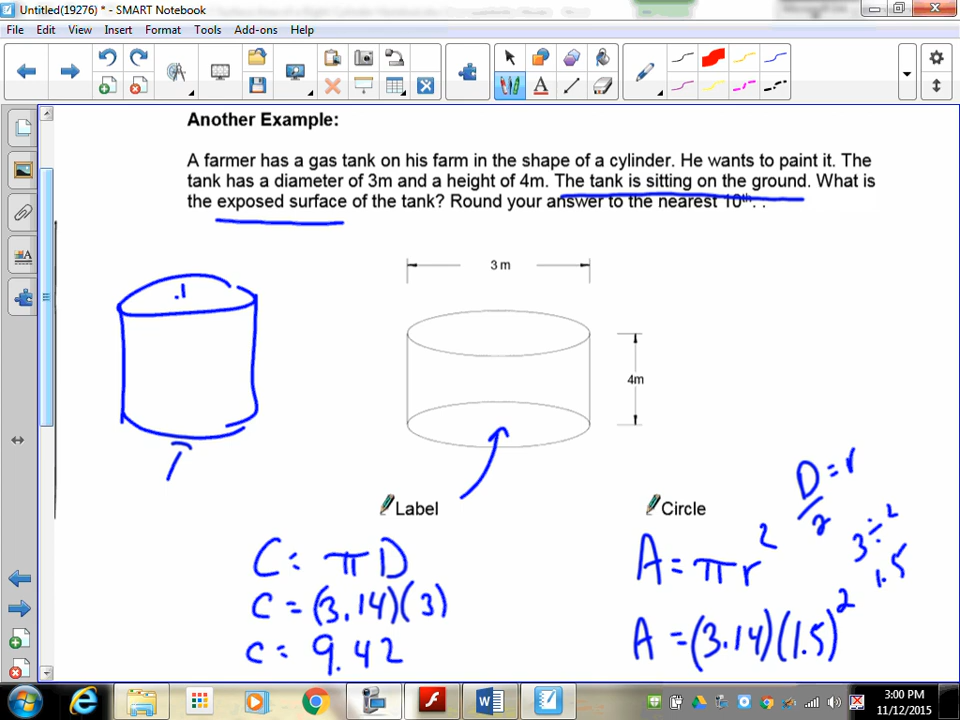 Untitled(19276) * - SMART Notebook
File Edit View Insert Format Tools Add-ons Help
Another Example:
A farmer has a gas tank on his farm in the shape of a cylinder. He wants to paint it. The
tank has a diameter of 3m and a height of 4m. The tank is sitting on the ground. What is
the exposed surface of the tank? Round your answer to the nearest 10th. .
3 m
4m
Label
Circle
D/2 = r
3 ÷ 2
1.5
C = πD
C = (3.14)(3)
C = 9.42
A = πr²
A = (3.14)(1.5)²
3:00 PM
11/12/2015